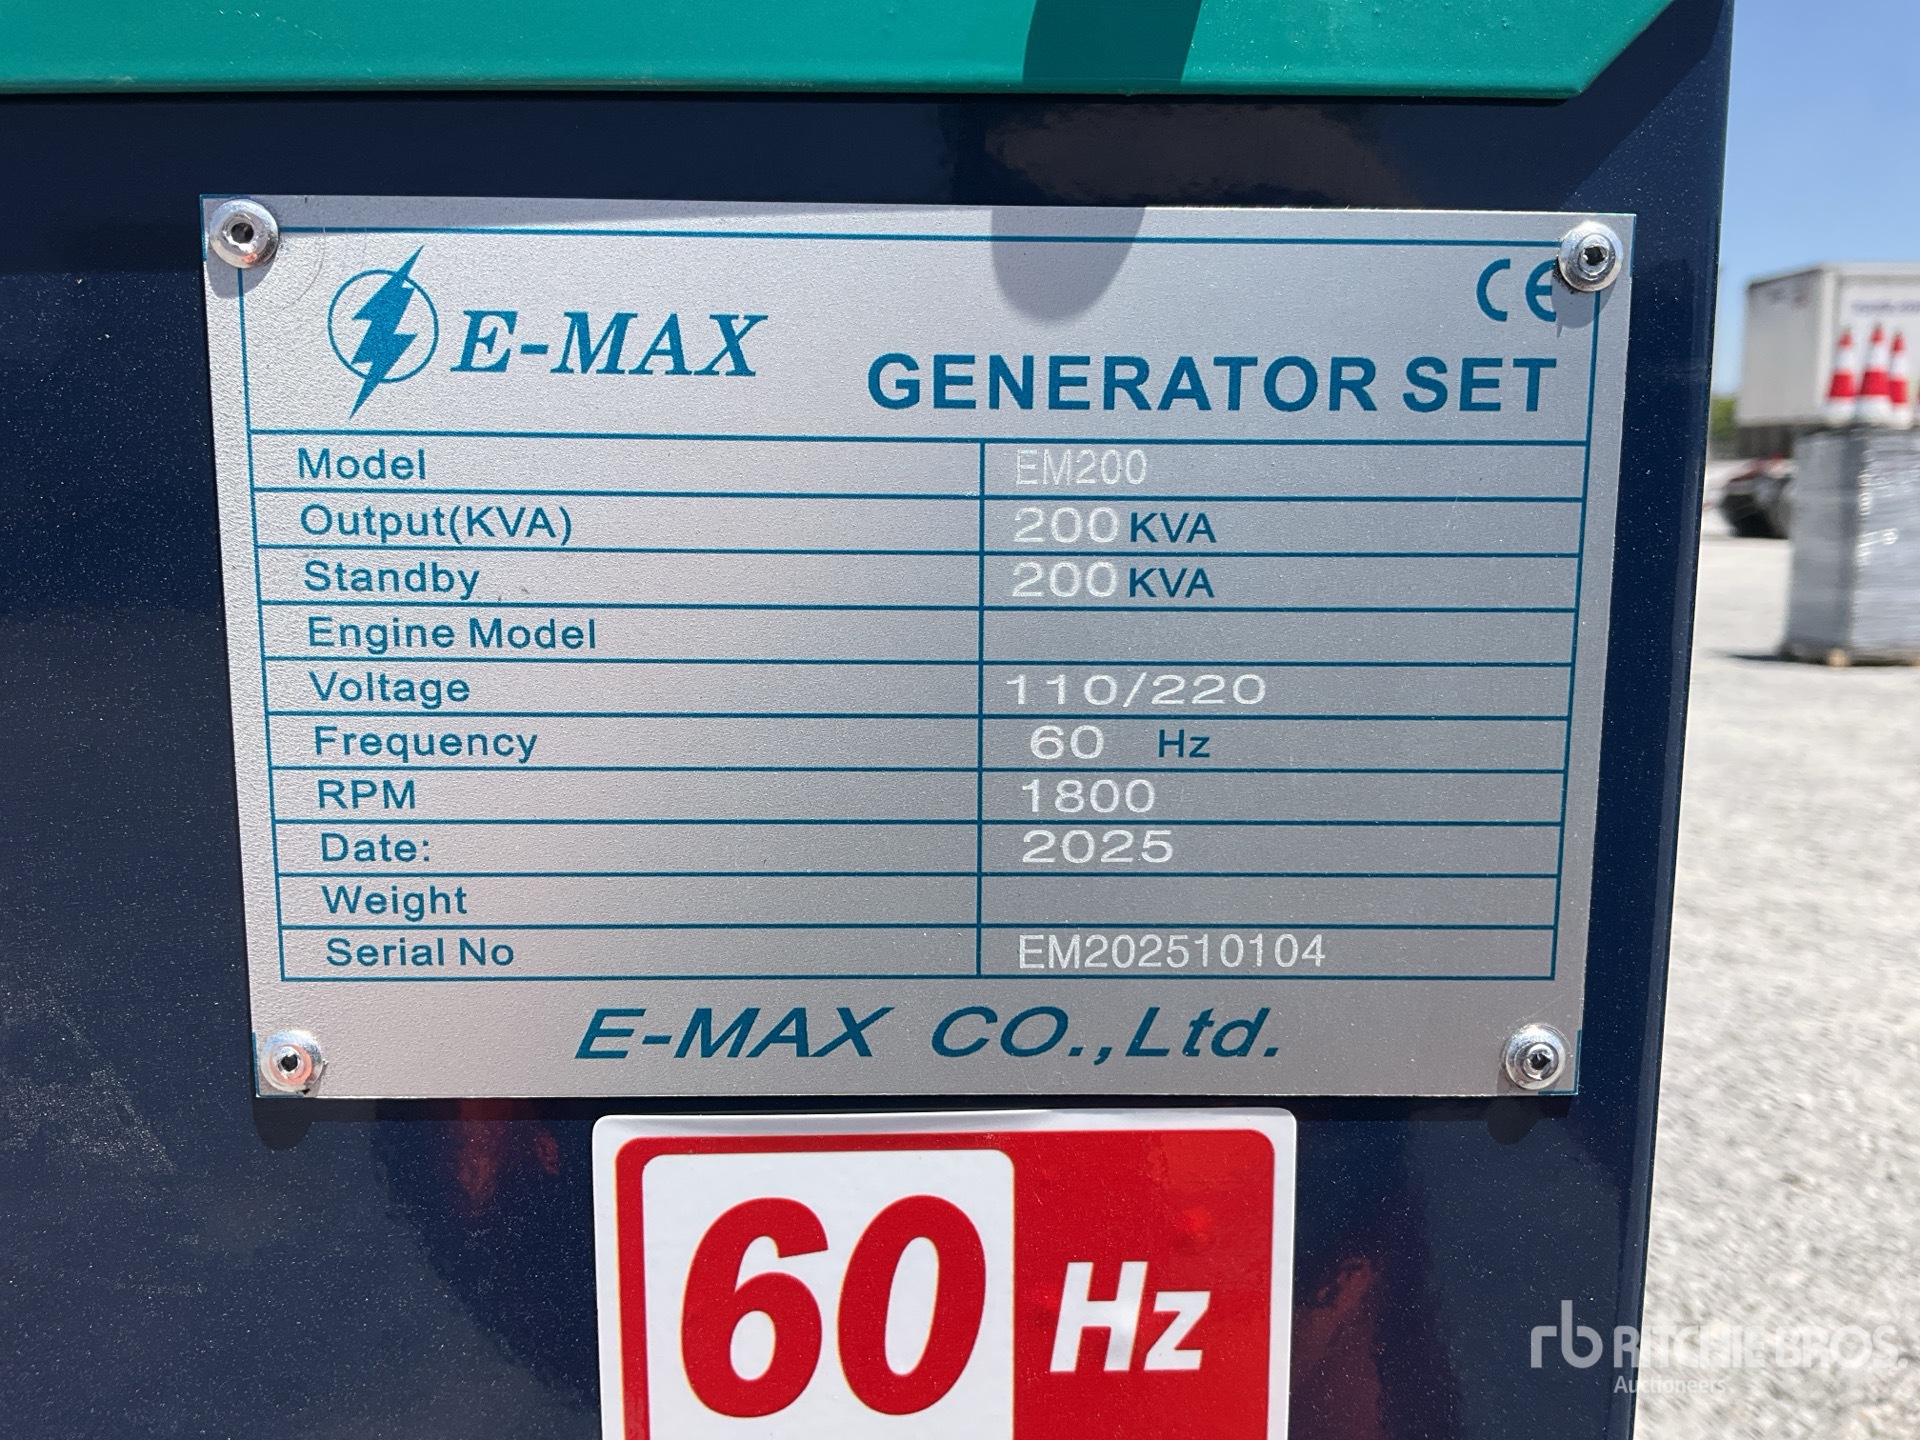 E-MAX
CE
GENERATOR SET
Model EM200
Output(KVA) 200 KVA
Standby 200 KVA
Engine Model
Voltage 110/220
Frequency 60 Hz
RPM 1800
Date: 2025
Weight
Serial No EM202510104
E-MAX CO.,Ltd.
60 Hz
rb RITCHIE BROS.
Auctioneers